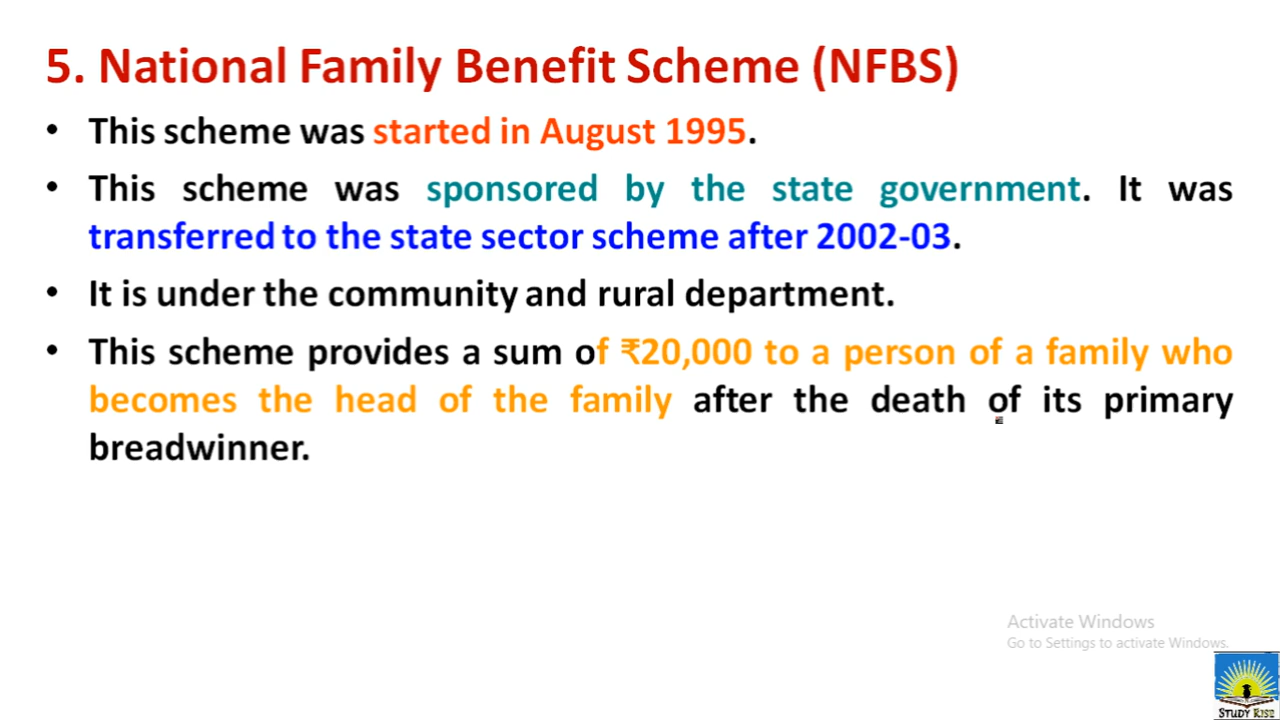 5. National Family Benefit Scheme (NFBS)
• This scheme was started in August 1995.
• This scheme was sponsored by the state government. It was
transferred to the state sector scheme after 2002-03.
• It is under the community and rural department.
• This scheme provides a sum of ₹20,000 to a person of a family who
becomes the head of the family after the death of its primary
breadwinner.
Activate Windows
Go to Settings to activate Windows.
STUDY RISE